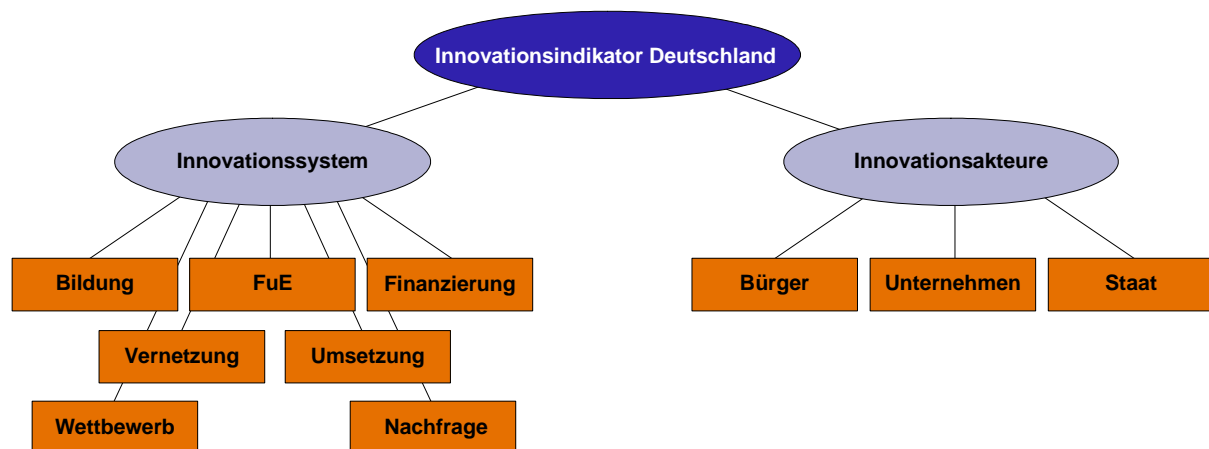 Innovationsindikator Deutschland
Innovationssystem
Innovationsakteure
Bildung
FuE
Finanzierung
Bürger
Unternehmen
Staat
Vernetzung
Umsetzung
Wettbewerb
Nachfrage